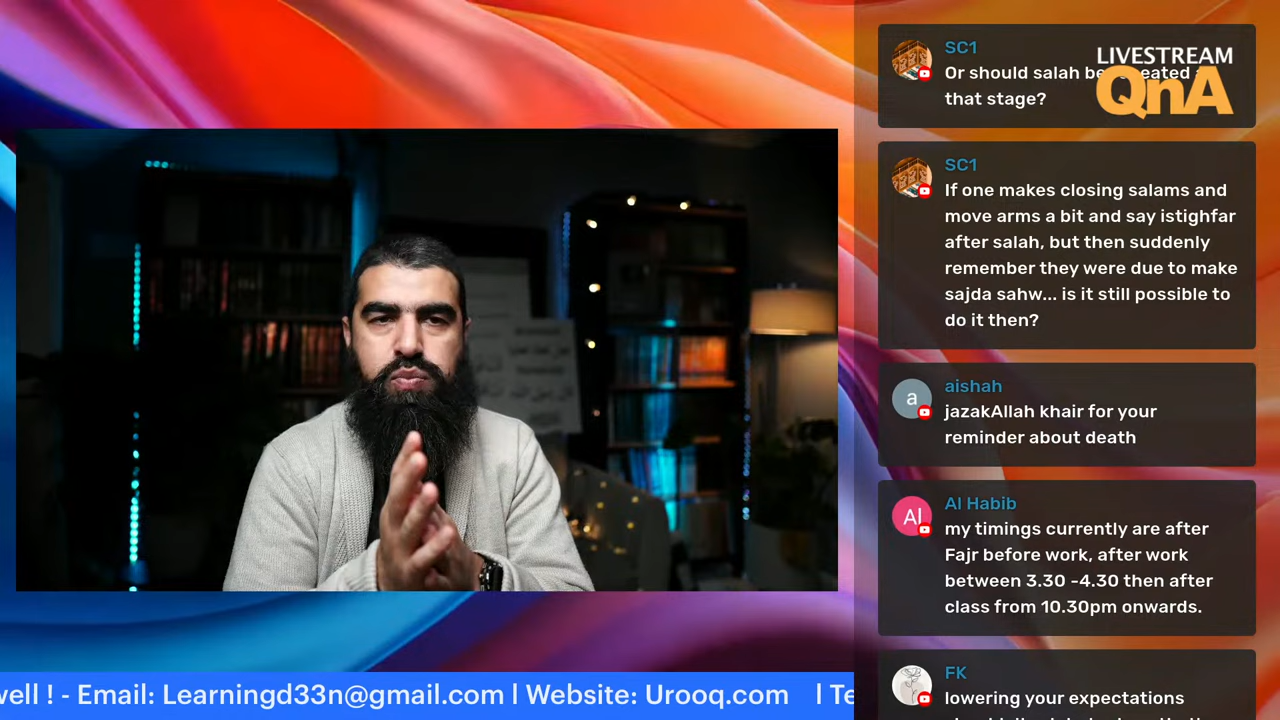 SC1
Or should salah be
that stage?
LIVESTREAM
QnA
SC1
If one makes closing salams and
move arms a bit and say istighfar
after salah, but then suddenly
remember they were due to make
sajda sahw... is it still possible to
do it then?
a
aishah
jazakAllah khair for your
reminder about death
Al
Al Habib
my timings currently are after
Fajr before work, after work
between 3.30 -4.30 then after
class from 10.30pm onwards.
FK
lowering your expectations
well ! - Email: Learningd33n@gmail.com | Website: Urooq.com | Te